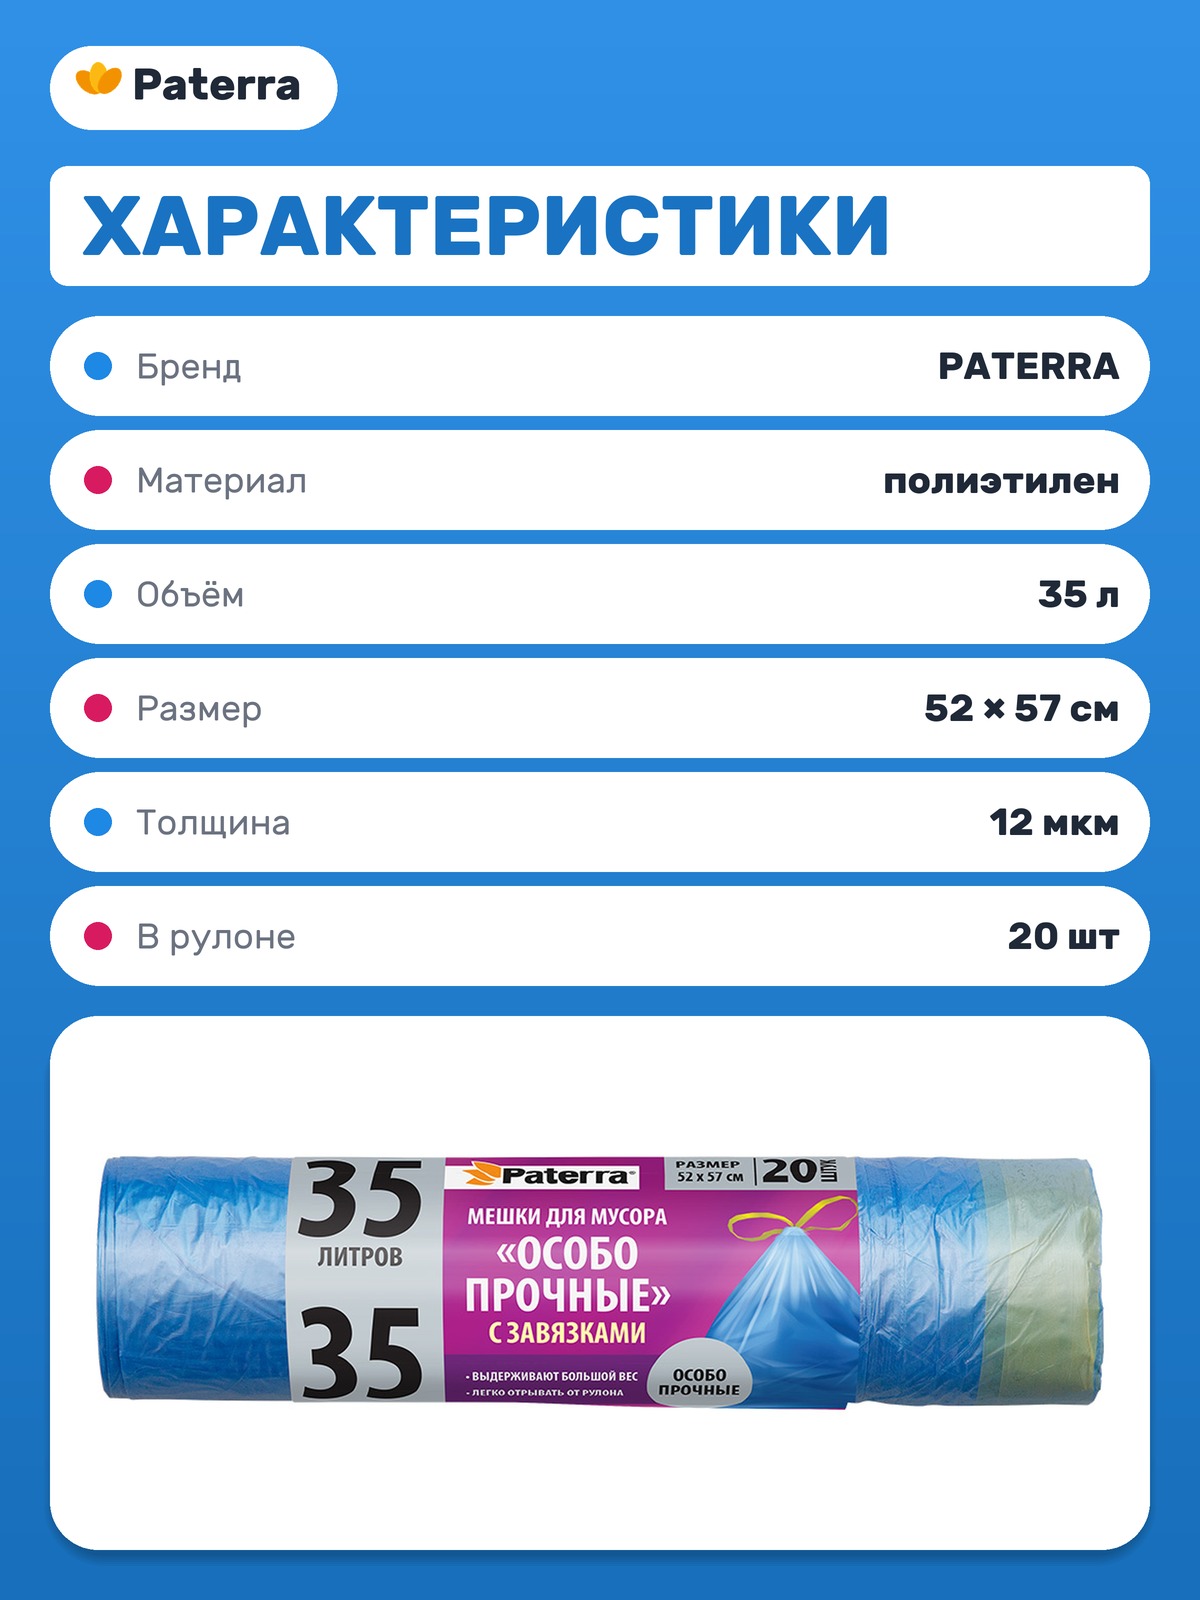 Paterra
ХАРАКТЕРИСТИКИ
Бренд PATERRA
Материал полиэтилен
Объём 35 л
Размер 52 × 57 см
Толщина 12 мкм
В рулоне 20 шт
35
ЛИТРОВ
35
Paterra®
РАЗМЕР
52 x 57 см
20 ШТУК
МЕШКИ ДЛЯ МУСОРА
«ОСОБО
ПРОЧНЫЕ»
С ЗАВЯЗКАМИ
• ВЫДЕРЖИВАЮТ БОЛЬШОЙ ВЕС
• ЛЕГКО ОТРЫВАТЬ ОТ РУЛОНА
ОСОБО
ПРОЧНЫЕ